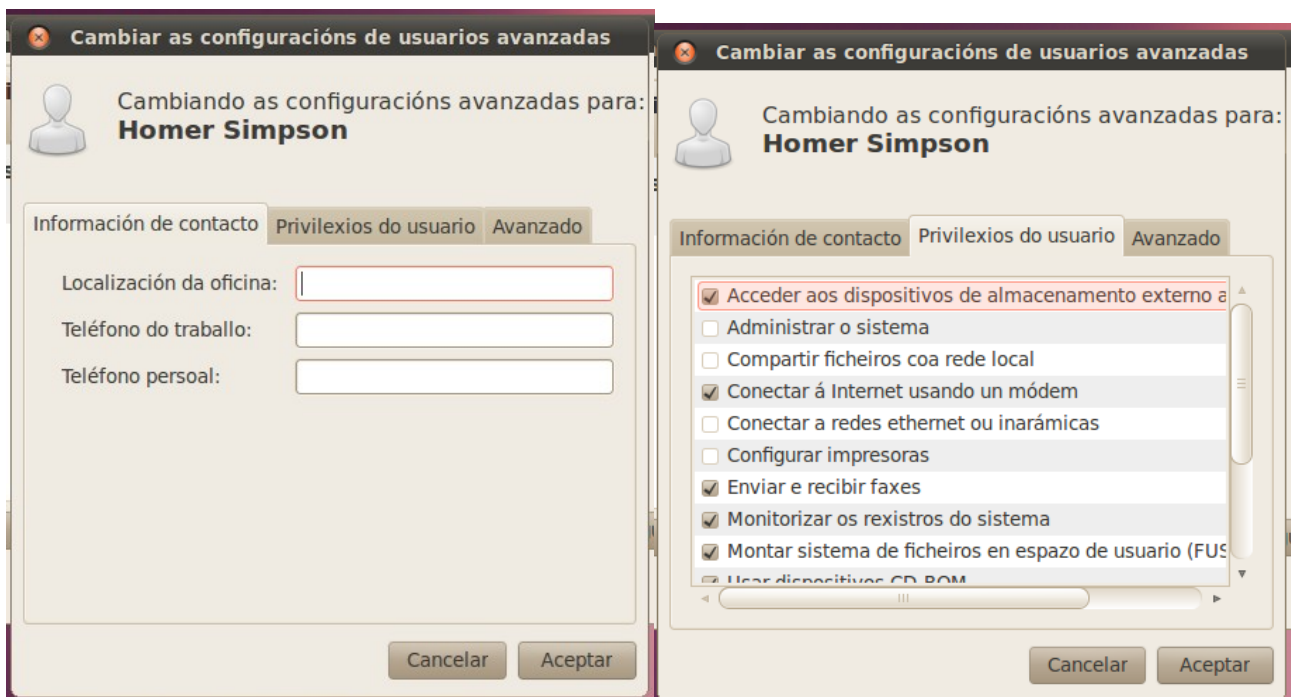 Cambiar as configuracións de usuarios avanzadas
Cambiando as configuracións avanzadas para:
Homer Simpson
Información de contacto Privilexios do usuario Avanzado
Localización da oficina:
Teléfono do traballo:
Teléfono persoal:
Cancelar Aceptar
Cambiar as configuracións de usuarios avanzadas
Cambiando as configuracións avanzadas para:
Homer Simpson
Información de contacto Privilexios do usuario Avanzado
Acceder aos dispositivos de almacenamento externo a
Administrar o sistema
Compartir ficheiros coa rede local
Conectar á Internet usando un módem
Conectar a redes ethernet ou inarámicas
Configurar impresoras
Enviar e recibir faxes
Monitorizar os rexistros do sistema
Montar sistema de ficheiros en espazo de usuario (FUS
Usar dispositivos CD-ROM
Cancelar Aceptar